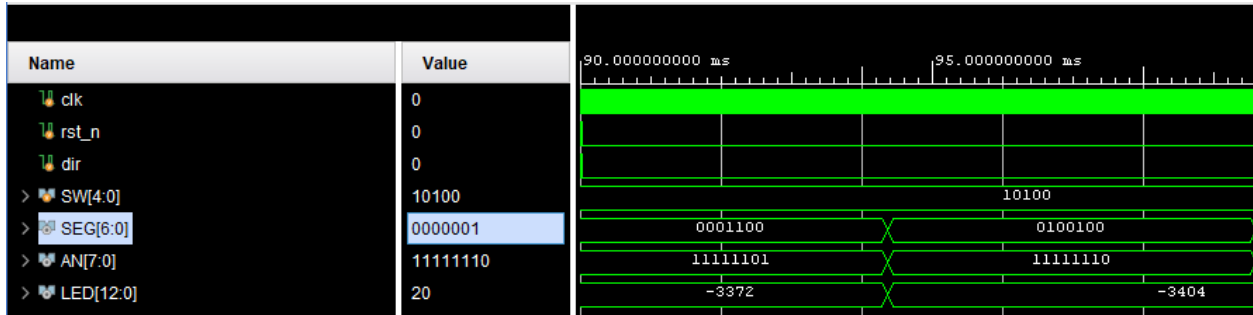 Name Value 90.000000000 ms 95.000000000 ms
clk 0
rst_n 0
dir 0
SW[4:0] 10100 10100
SEG[6:0] 0000001 0001100 0100100
AN[7:0] 11111110 11111101 11111110
LED[12:0] 20 -3372 -3404